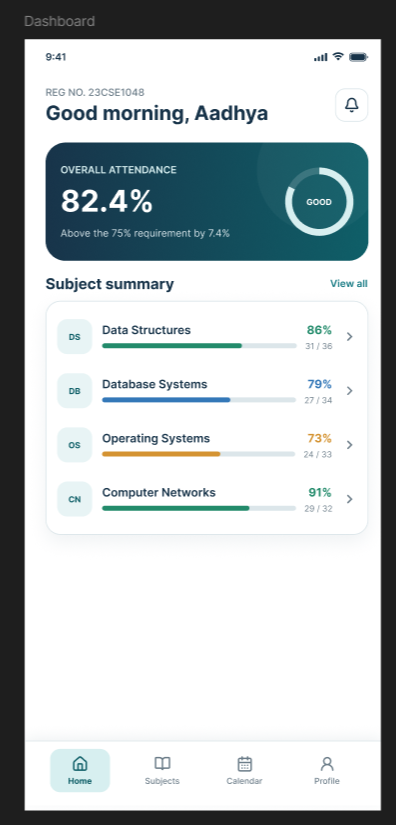 Dashboard
9:41
REG NO. 23CSE1048
Good morning, Aadhya
OVERALL ATTENDANCE
82.4%
Above the 75% requirement by 7.4%
GOOD
Subject summary
View all
DS
Data Structures
86%
31 / 36
DB
Database Systems
79%
27 / 34
OS
Operating Systems
73%
24 / 33
CN
Computer Networks
91%
29 / 32
Home
Subjects
Calendar
Profile